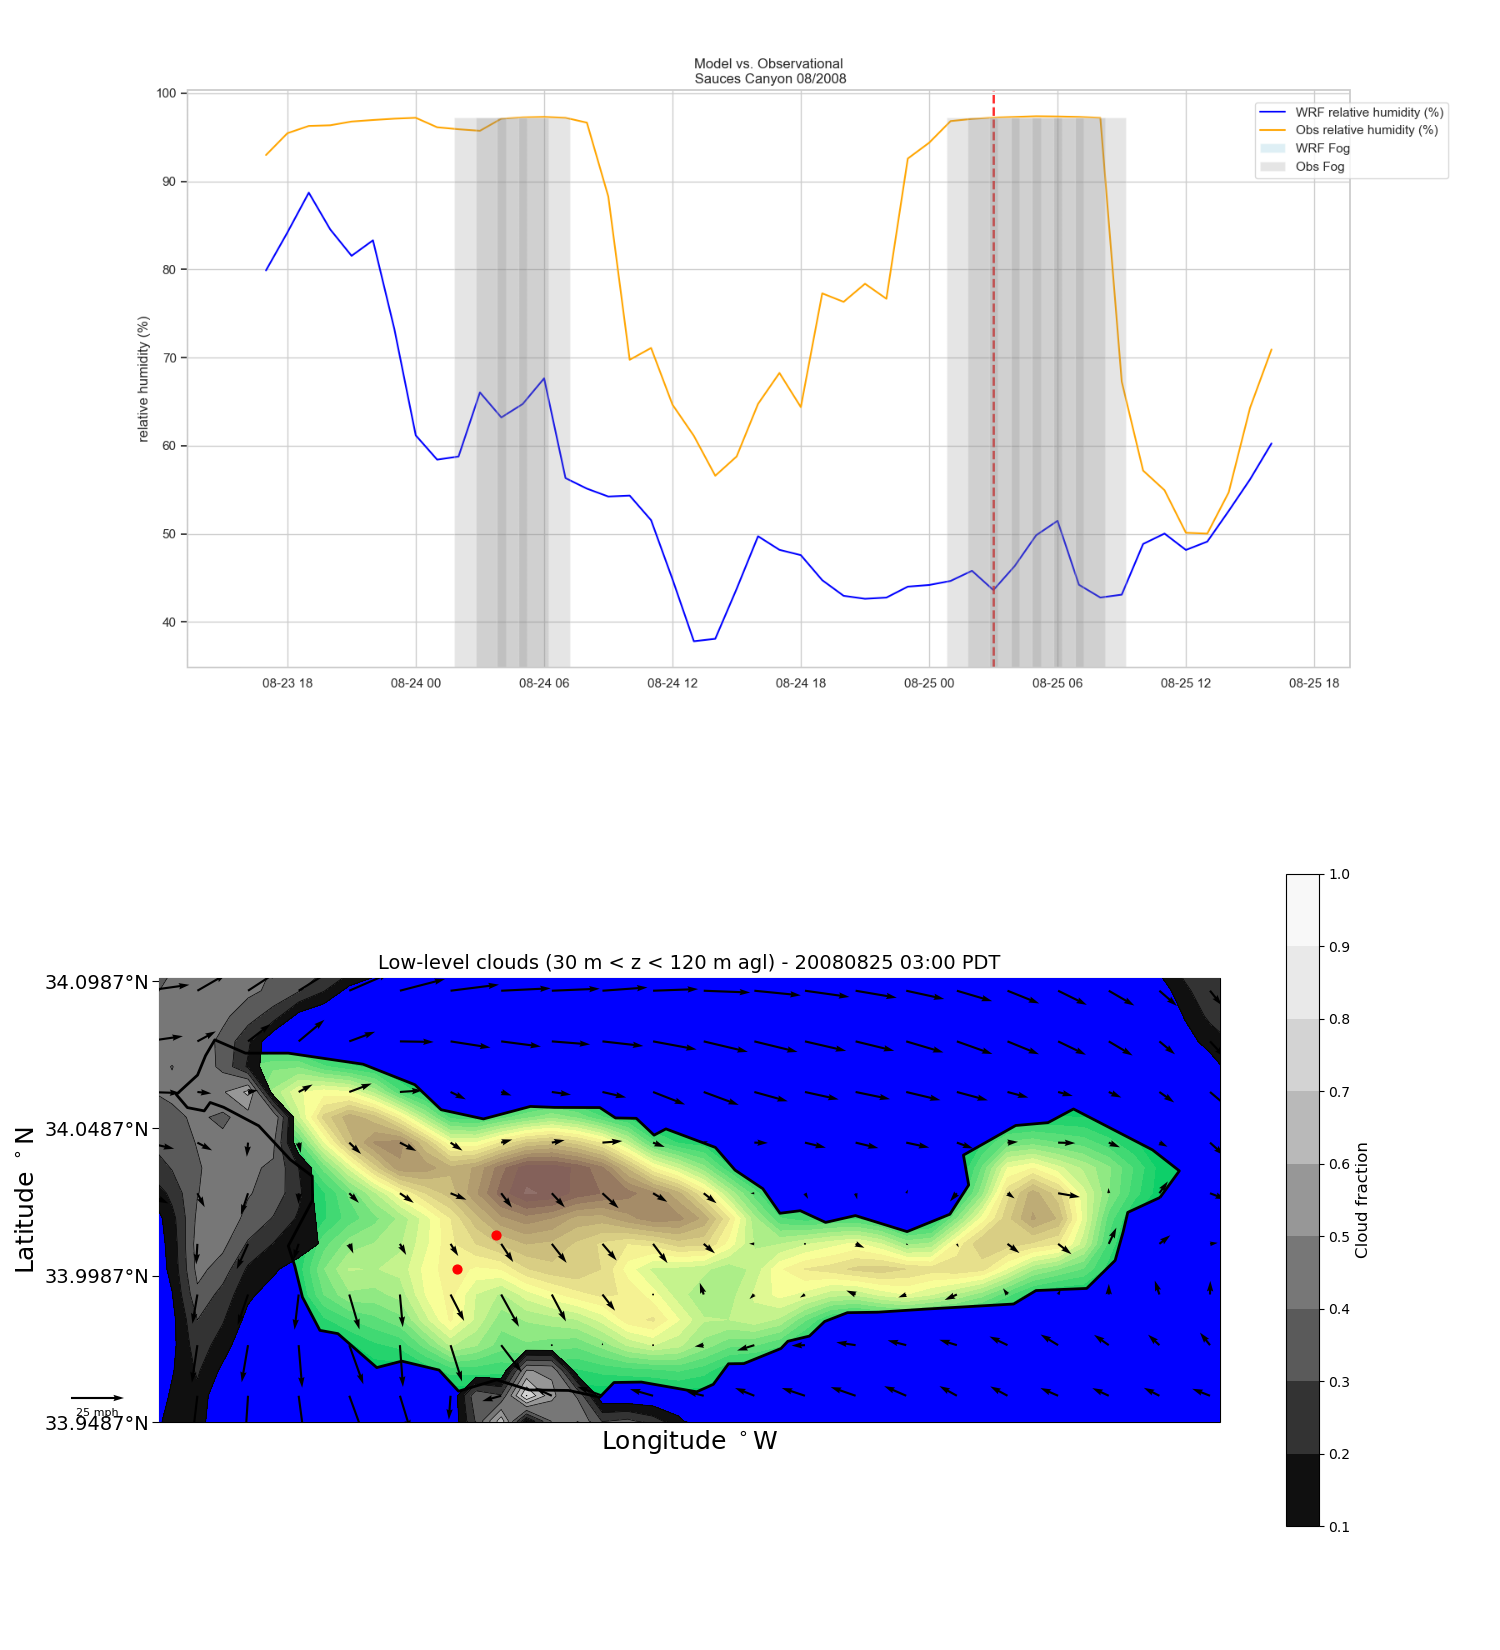 Model vs. Observational
Sauces Canyon 08/2008
100
90
80
70
60
50
40
relative humidity (%)
WRF relative humidity (%)
Obs relative humidity (%)
WRF Fog
Obs Fog
08-23 18
08-24 00
08-24 06
08-24 12
08-24 18
08-25 00
08-25 06
08-25 12
08-25 18
Low-level clouds (30 m < z < 120 m agl) - 20080825 03:00 PDT
34.0987°N
34.0487°N
33.9987°N
33.9487°N
Latitude °N
25 mph
Longitude °W
1.0
0.9
0.8
0.7
0.6
0.5
0.4
0.3
0.2
0.1
Cloud fraction